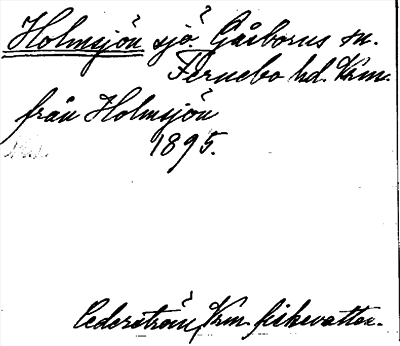 Holmsjön sjö. Gåsborns sn.
Fernebo hd. Vrm.
från Holmsjön
1895.
Cederström, Vrm. fiskevatten.